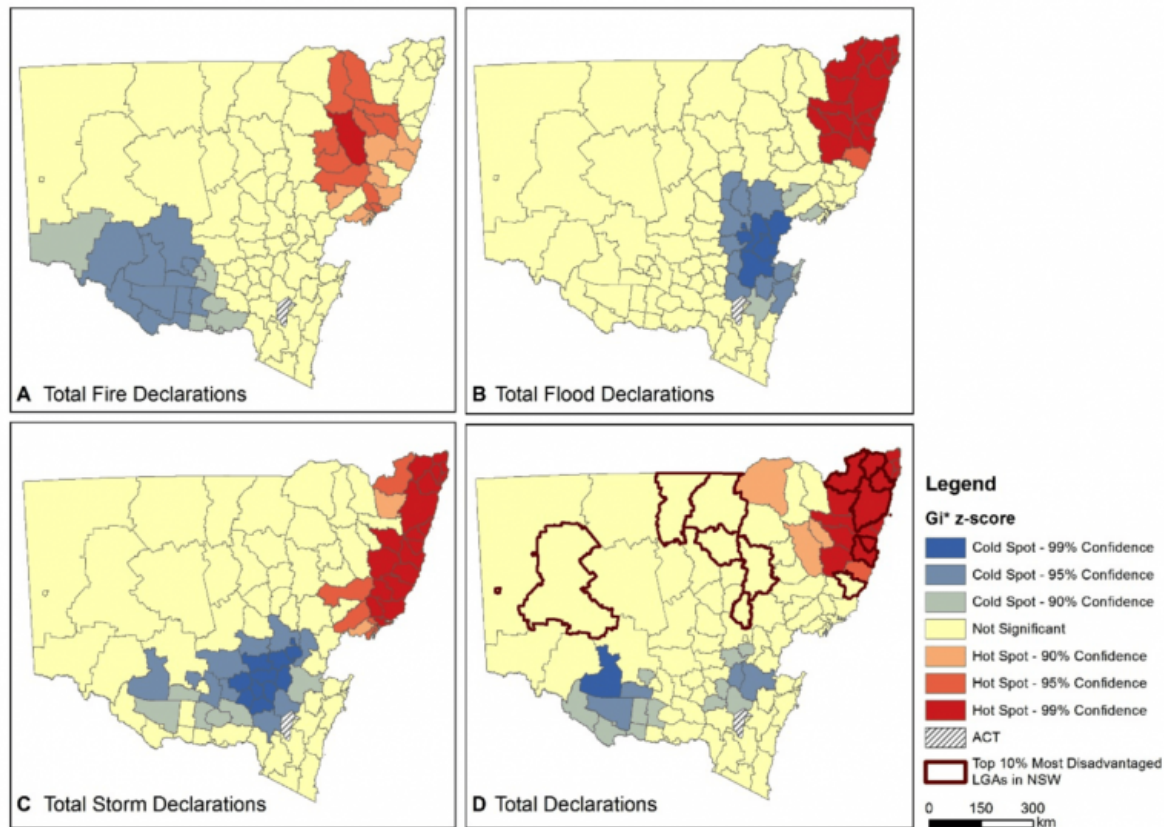 A Total Fire Declarations
B Total Flood Declarations
C Total Storm Declarations
D Total Declarations
Legend
Gi* z-score
Cold Spot - 99% Confidence
Cold Spot - 95% Confidence
Cold Spot - 90% Confidence
Not Significant
Hot Spot - 90% Confidence
Hot Spot - 95% Confidence
Hot Spot - 99% Confidence
ACT
Top 10% Most Disadvantaged
LGAs in NSW
0 150 300
km